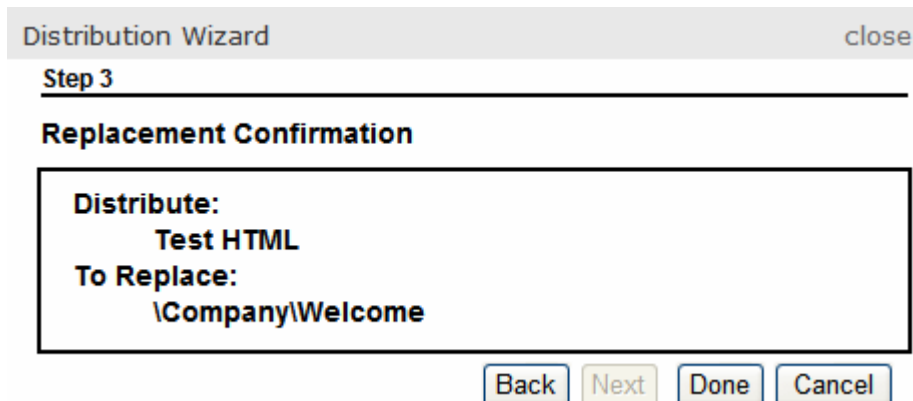 Distribution Wizard close
Step 3
Replacement Confirmation
Distribute:
Test HTML
To Replace:
\Company\Welcome
Back Next Done Cancel